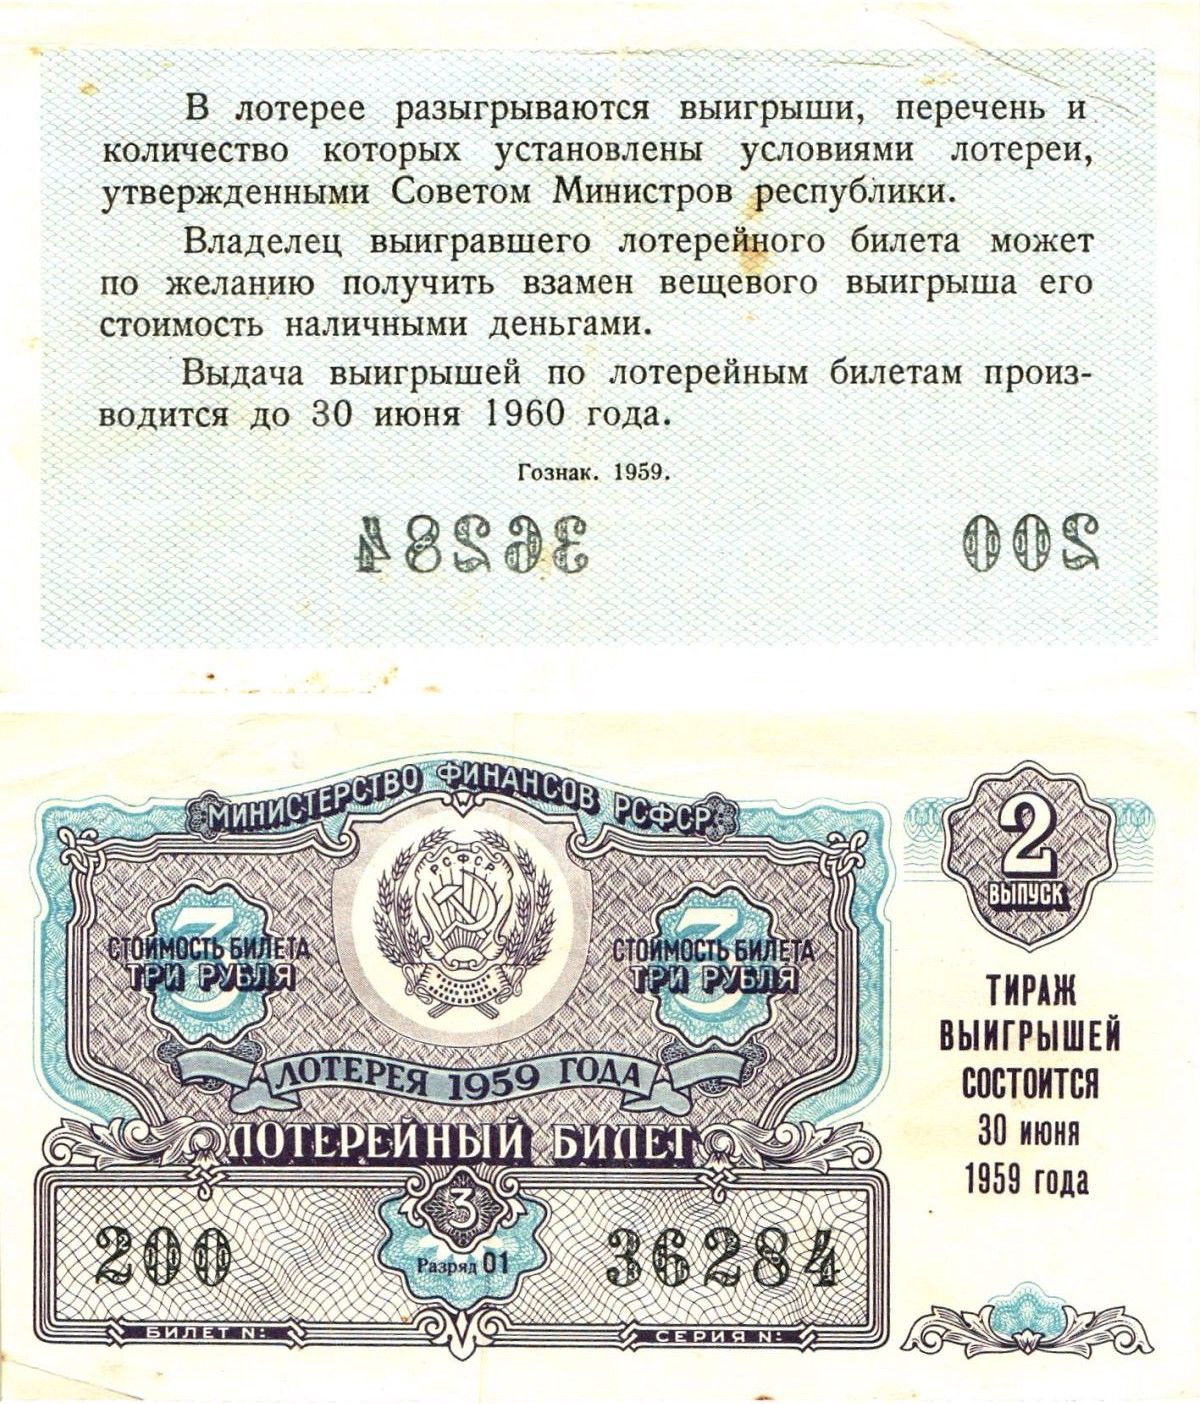 В лотерее разыгрываются выигрыши, перечень и
количество которых установлены условиями лотереи,
утвержденными Советом Министров республики.
Владелец выигравшего лотерейного билета может
по желанию получить взамен вещевого выигрыша его
стоимость наличными деньгами.
Выдача выигрышей по лотерейным билетам произ-
водится до 30 июня 1960 года.
Гознак. 1959.
36284
200
МИНИСТЕРСТВО ФИНАНСОВ РСФСР
РСФСР
3
СТОИМОСТЬ БИЛЕТА
ТРИ РУБЛЯ
3
СТОИМОСТЬ БИЛЕТА
ТРИ РУБЛЯ
ЛОТЕРЕЯ 1959 ГОДА
ЛОТЕРЕЙНЫЙ БИЛЕТ
3
Разряд 01
200
36284
БИЛЕТ №:
СЕРИЯ №:
2
ВЫПУСК
ТИРАЖ
ВЫИГРЫШЕЙ
СОСТОИТСЯ
30 июня
1959 года